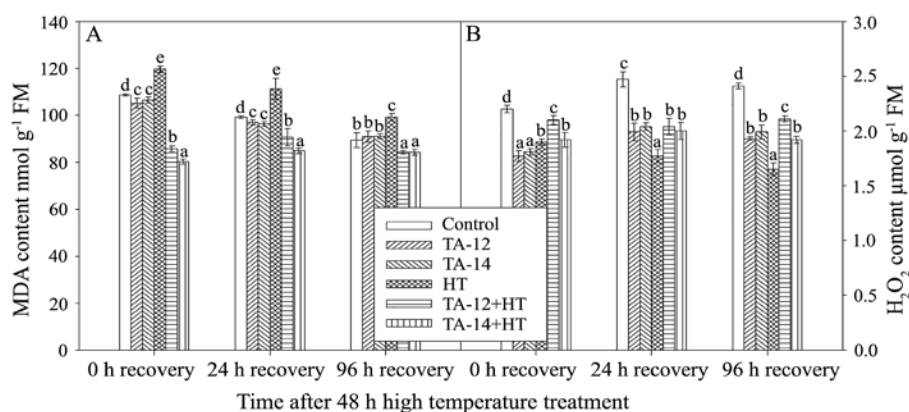 A
B
140
120
100
80
60
40
20
0
MDA content nmol g⁻¹ FM
3.0
2.5
2.0
1.5
1.0
0.5
0.0
H₂O₂ content µmol g⁻¹ FM
d c c e b a
d c c e b a
b b b c a a
d a a b c b
c b b a b b
c b b a c b
Control
TA-12
TA-14
HT
TA-12+HT
TA-14+HT
0 h recovery 24 h recovery 96 h recovery 0 h recovery 24 h recovery 96 h recovery
Time after 48 h high temperature treatment